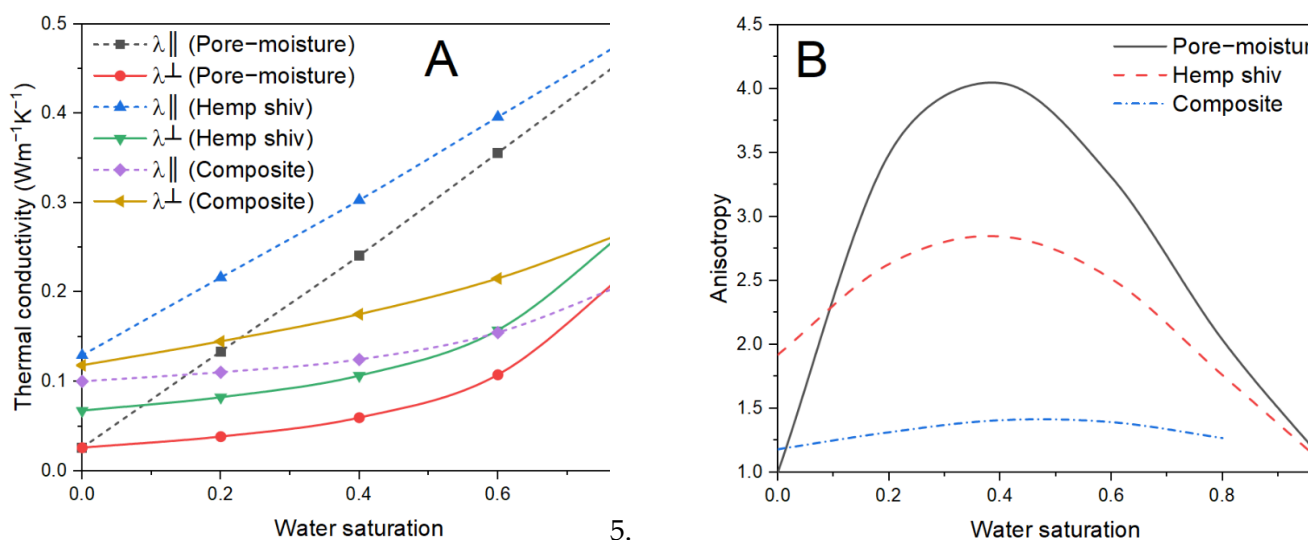 0.5
0.4
0.3
0.2
0.1
0.0
Thermal conductivity (Wm⁻¹K⁻¹)
λ∥ (Pore−moisture)
λ⊥ (Pore−moisture)
λ∥ (Hemp shiv)
λ⊥ (Hemp shiv)
λ∥ (Composite)
λ⊥ (Composite)
A
0.0 0.2 0.4 0.6
Water saturation
5.
4.5
4.0
3.5
3.0
2.5
2.0
1.5
1.0
Anisotropy
B
Pore−moistur
Hemp shiv
Composite
0.0 0.2 0.4 0.6 0.8
Water saturation